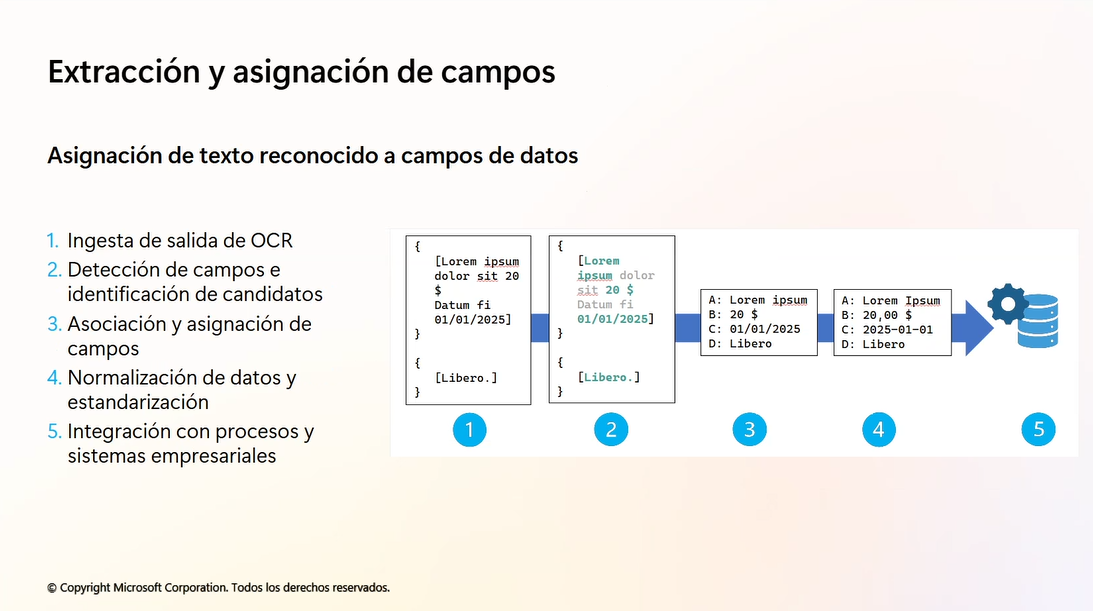 Extracción y asignación de campos
Asignación de texto reconocido a campos de datos
1. Ingesta de salida de OCR
2. Detección de campos e
identificación de candidatos
3. Asociación y asignación de
campos
4. Normalización de datos y
estandarización
5. Integración con procesos y
sistemas empresariales
{
[Lorem ipsum
dolor sit 20
$
Datum fi
01/01/2025]
}
{
[Libero.]
}
1
{
[Lorem
ipsum dolor
sit 20 $
Datum fi
01/01/2025]
}
{
[Libero.]
}
2
A: Lorem ipsum
B: 20 $
C: 01/01/2025
D: Libero
3
A: Lorem Ipsum
B: 20,00 $
C: 2025-01-01
D: Libero
4
5
© Copyright Microsoft Corporation. Todos los derechos reservados.